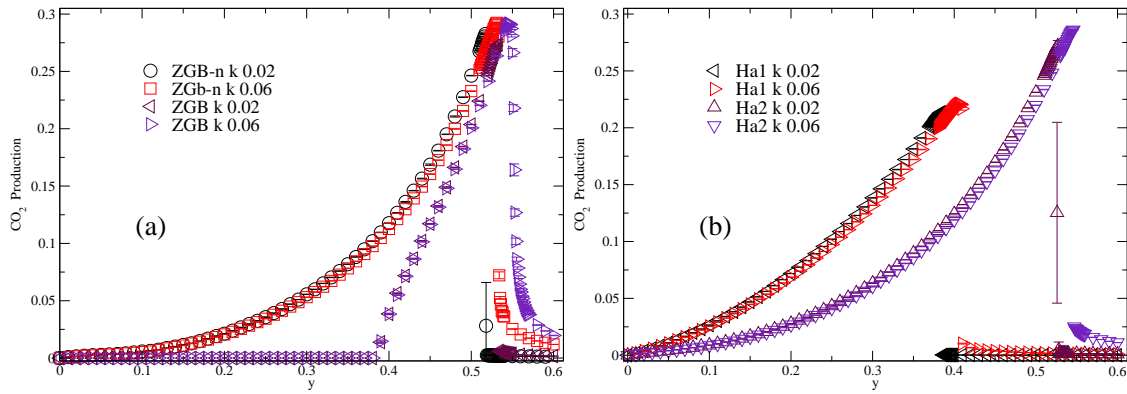 0.3
0.25
0.2
0.15
0.1
0.05
0
CO2 Production
ZGB-n k 0.02
ZGb-n k 0.06
ZGB k 0.02
ZGB k 0.06
(a)
0 0.1 0.2 0.3 0.4 0.5 0.6
y
0.3
0.25
0.2
0.15
0.1
0.05
0
CO2 Production
Ha1 k 0.02
Ha1 k 0.06
Ha2 k 0.02
Ha2 k 0.06
(b)
0 0.1 0.2 0.3 0.4 0.5 0.6
y